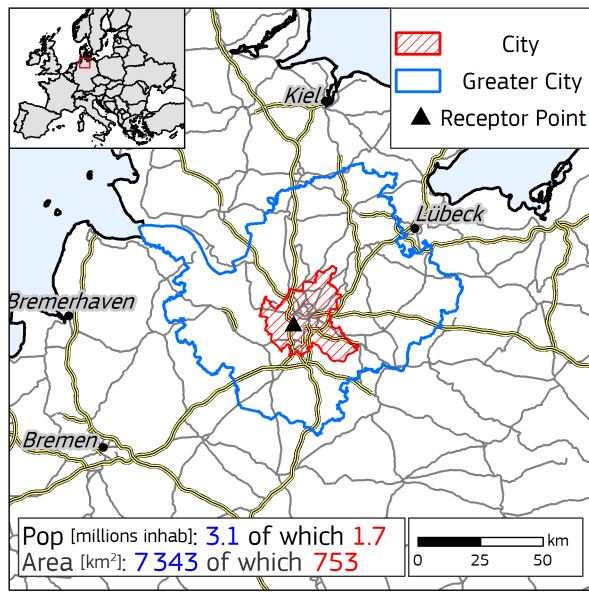 City
Greater City
Receptor Point
Kiel
Lübeck
Bremerhaven
Bremen
Pop [millions inhab]: 3.1 of which 1.7
Area [km²]: 7 343 of which 753
km
0 25 50